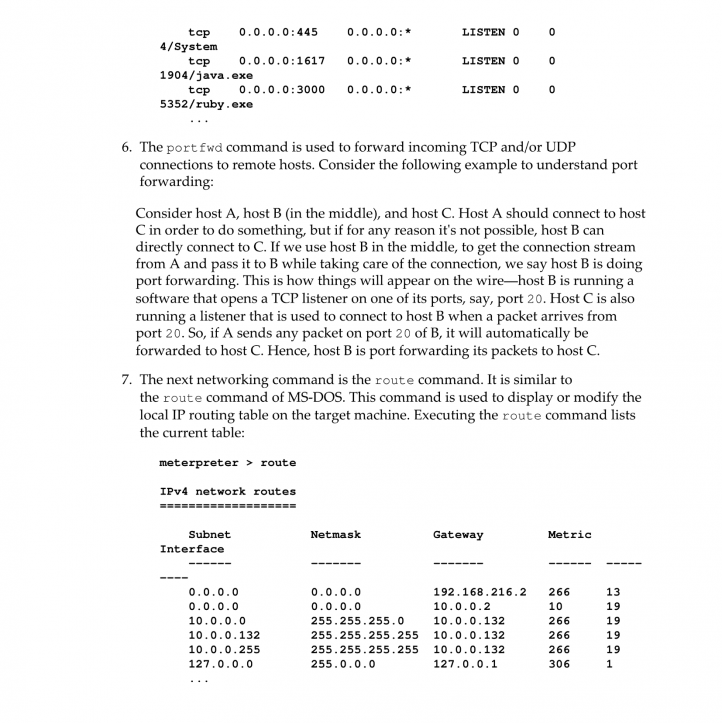 tcp 0.0.0.0:445 0.0.0.0:* LISTEN 0 0
4/System
tcp 0.0.0.0:1617 0.0.0.0:* LISTEN 0 0
1904/java.exe
tcp 0.0.0.0:3000 0.0.0.0:* LISTEN 0 0
5352/ruby.exe
...
6. The portfwd command is used to forward incoming TCP and/or UDP
connections to remote hosts. Consider the following example to understand port
forwarding:
Consider host A, host B (in the middle), and host C. Host A should connect to host
C in order to do something, but if for any reason it's not possible, host B can
directly connect to C. If we use host B in the middle, to get the connection stream
from A and pass it to B while taking care of the connection, we say host B is doing
port forwarding. This is how things will appear on the wire—host B is running a
software that opens a TCP listener on one of its ports, say, port 20. Host C is also
running a listener that is used to connect to host B when a packet arrives from
port 20. So, if A sends any packet on port 20 of B, it will automatically be
forwarded to host C. Hence, host B is port forwarding its packets to host C.
7. The next networking command is the route command. It is similar to
the route command of MS-DOS. This command is used to display or modify the
local IP routing table on the target machine. Executing the route command lists
the current table:
meterpreter > route
IPv4 network routes
===================
Subnet Netmask Gateway Metric
Interface
------ ------- ------- ------ -----
----
0.0.0.0 0.0.0.0 192.168.216.2 266 13
0.0.0.0 0.0.0.0 10.0.0.2 10 19
10.0.0.0 255.255.255.0 10.0.0.132 266 19
10.0.0.132 255.255.255.255 10.0.0.132 266 19
10.0.0.255 255.255.255.255 10.0.0.132 266 19
127.0.0.0 255.0.0.0 127.0.0.1 306 1
...